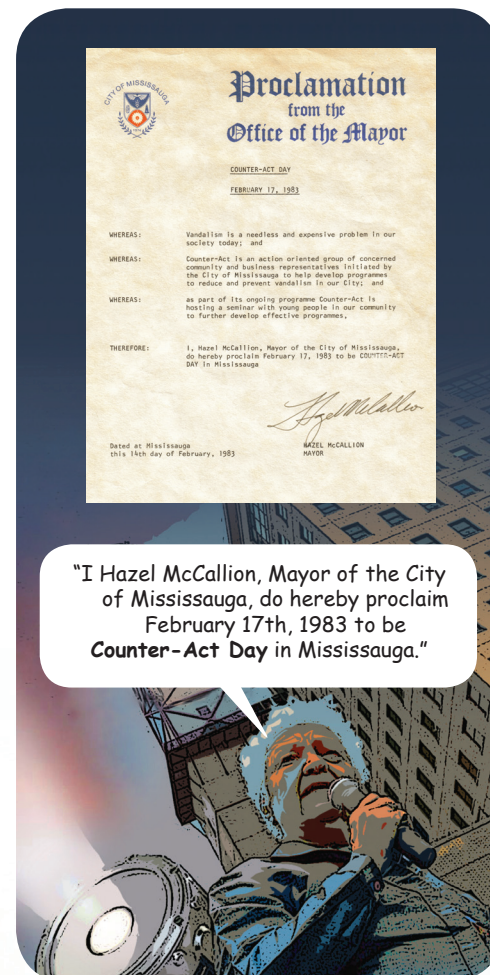 CITY OF MISSISSAUGA
Proclamation
from the
Office of the Mayor
COUNTER-ACT DAY
FEBRUARY 17, 1983
WHEREAS: Vandalism is a needless and expensive problem in our
society today; and
WHEREAS: Counter-Act is an action oriented group of concerned
community and business representatives initiated by
the City of Mississauga to help develop programmes
to reduce and prevent vandalism in our City; and
WHEREAS: as part of its ongoing programme Counter-Act is
hosting a seminar with young people in our community
to further develop effective programmes,
THEREFORE: I, Hazel McCallion, Mayor of the City of Mississauga,
do hereby proclaim February 17, 1983 to be COUNTER-ACT
DAY in Mississauga
Hazel McCallion
Dated at Mississauga
this 14th day of February, 1983
HAZEL McCALLION
MAYOR
"I Hazel McCallion, Mayor of the City
of Mississauga, do hereby proclaim
February 17th, 1983 to be
Counter-Act Day in Mississauga."